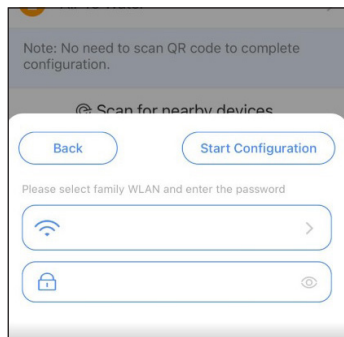 Note: No need to scan QR code to complete
configuration.
Scan for nearby devices
Back
Start Configuration
Please select family WLAN and enter the password